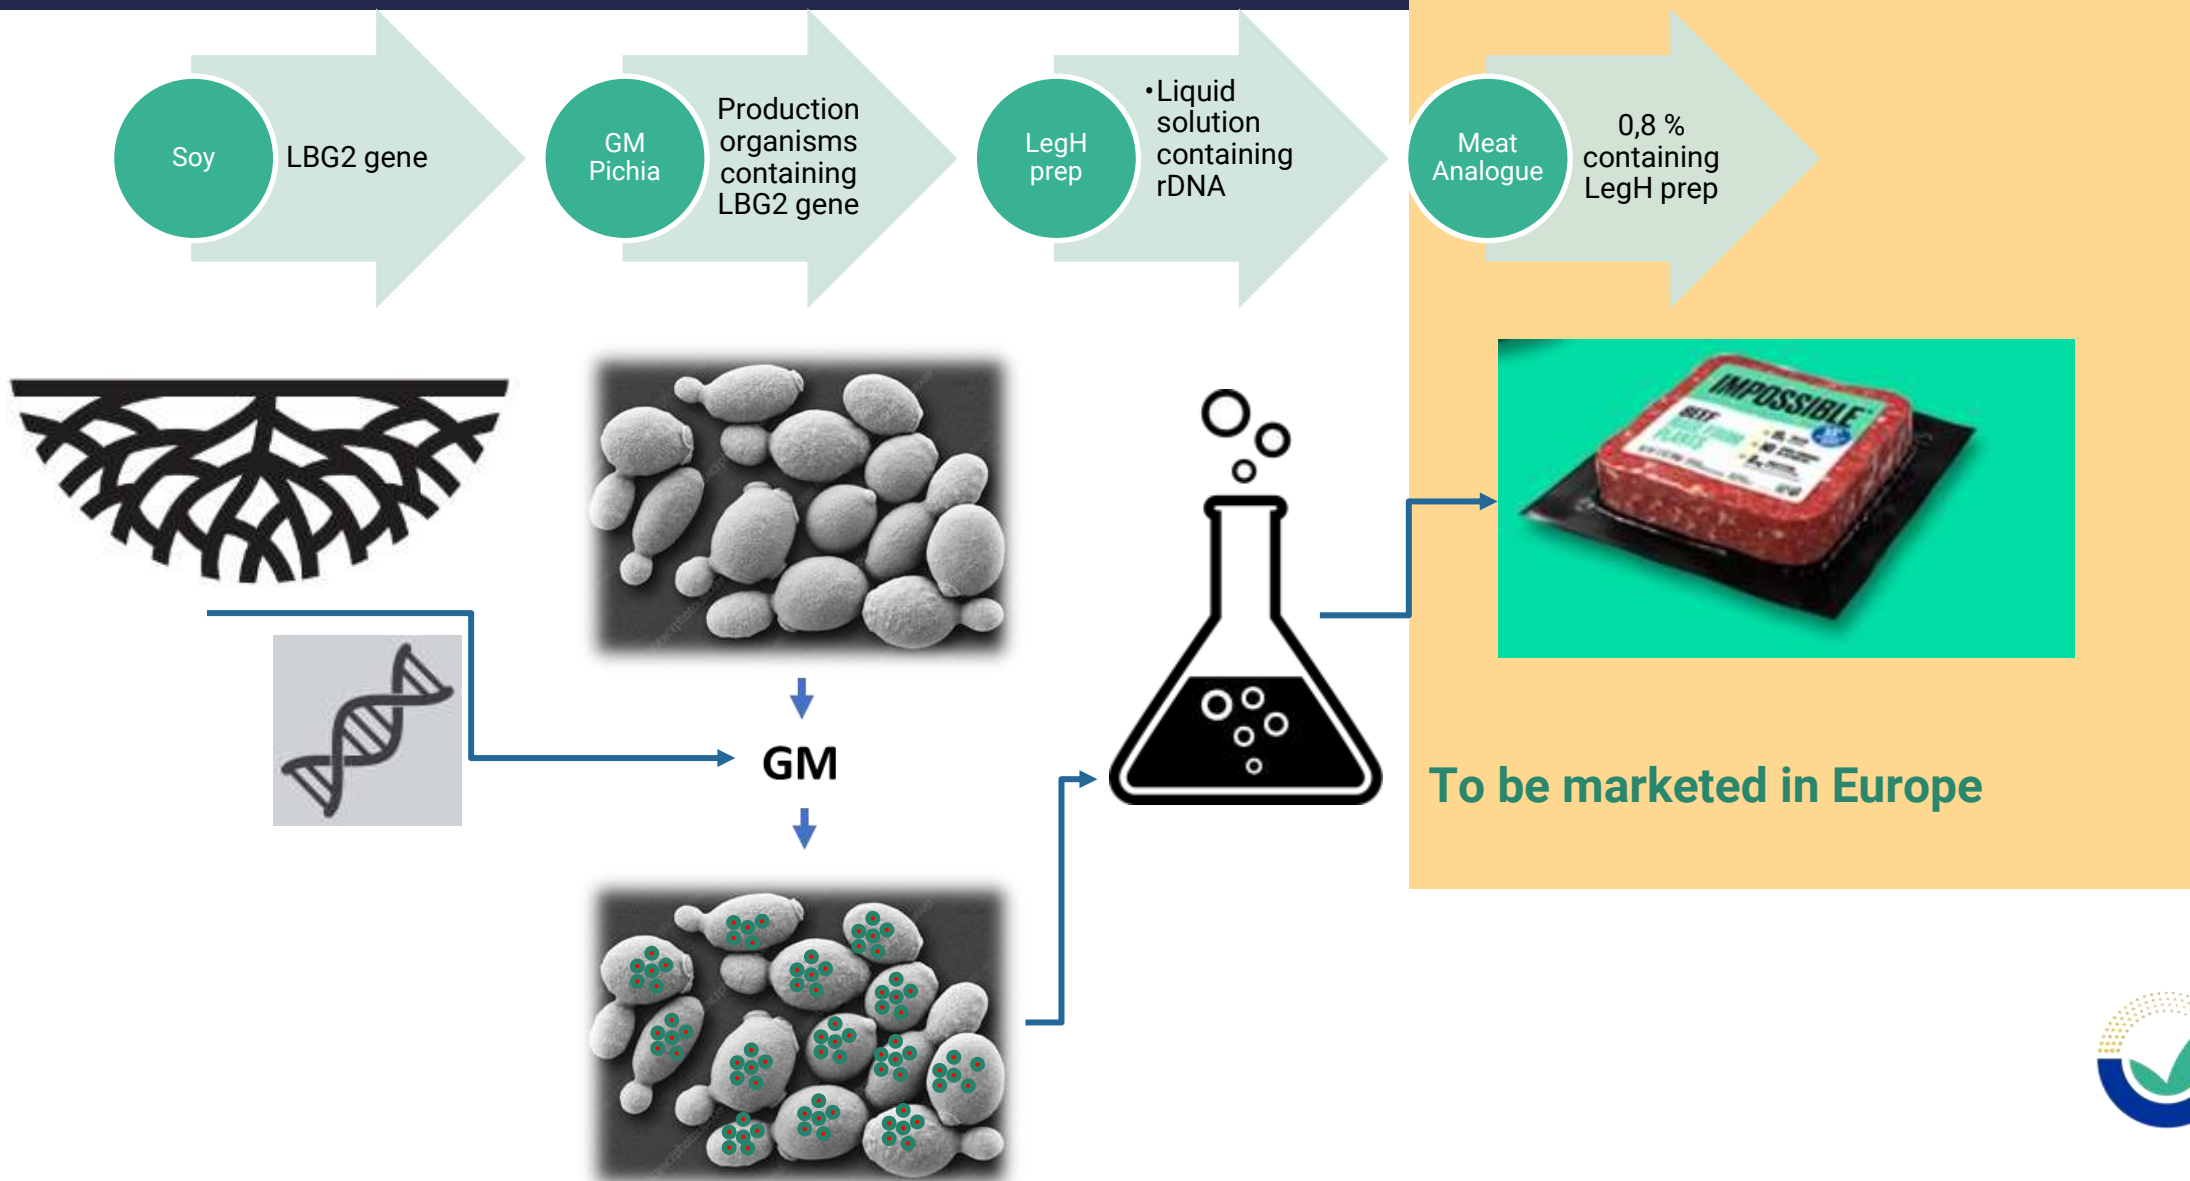 Soy
LBG2 gene
GM
Pichia
Production
organisms
containing
LBG2 gene
LegH
prep
•Liquid
solution
containing
rDNA
Meat
Analogue
0,8 %
containing
LegH prep
IMPOSSIBLE
BEEF
PLANTS
GM
To be marketed in Europe